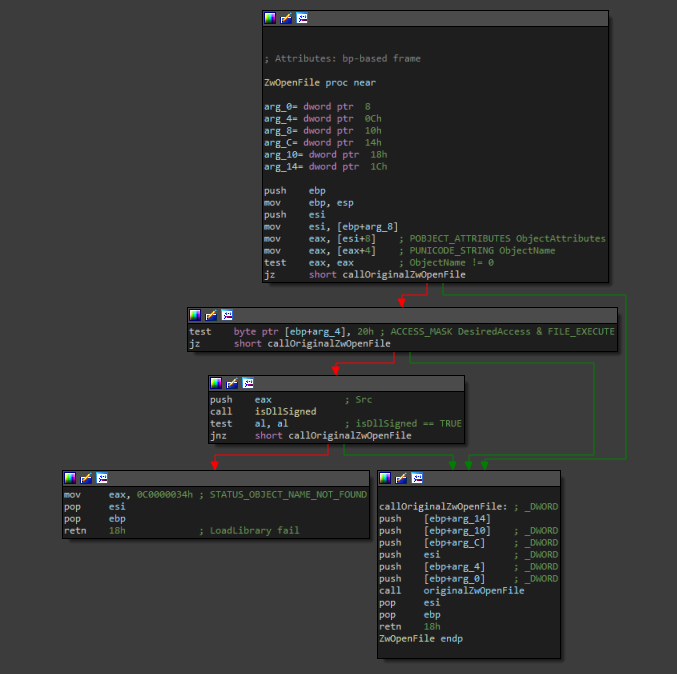 ; Attributes: bp-based frame
ZwOpenFile proc near
arg_0= dword ptr  8
arg_4= dword ptr  0Ch
arg_8= dword ptr  10h
arg_C= dword ptr  14h
arg_10= dword ptr  18h
arg_14= dword ptr  1Ch
push    ebp
mov     ebp, esp
push    esi
mov     esi, [ebp+arg_8]
mov     eax, [esi+8]    ; POBJECT_ATTRIBUTES ObjectAttributes
mov     eax, [eax+4]    ; PUNICODE_STRING ObjectName
test    eax, eax        ; ObjectName != 0
jz      short callOriginalZwOpenFile
test    byte ptr [ebp+arg_4], 20h ; ACCESS_MASK DesiredAccess & FILE_EXECUTE
jz      short callOriginalZwOpenFile
push    eax             ; Src
call    isDllSigned
test    al, al          ; isDllSigned == TRUE
jnz     short callOriginalZwOpenFile
mov     eax, 0C0000034h ; STATUS_OBJECT_NAME_NOT_FOUND
pop     esi
pop     ebp
retn    18h             ; LoadLibrary fail
callOriginalZwOpenFile: ; _DWORD
push    [ebp+arg_14]
push    [ebp+arg_10]    ; _DWORD
push    [ebp+arg_C]     ; _DWORD
push    esi             ; _DWORD
push    [ebp+arg_4]     ; _DWORD
push    [ebp+arg_0]     ; _DWORD
call    originalZwOpenFile
pop     esi
pop     ebp
retn    18h
ZwOpenFile endp